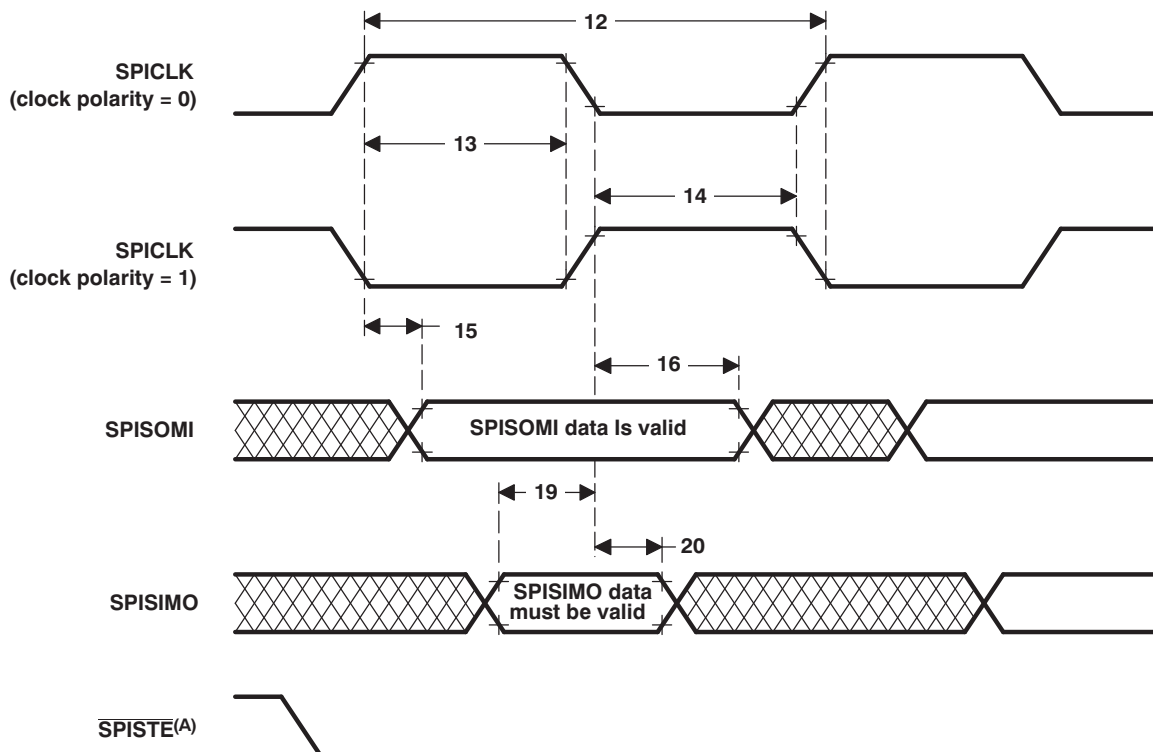 12
SPICLK
(clock polarity = 0)
13
14
SPICLK
(clock polarity = 1)
15
16
SPISOMI
SPISOMI data Is valid
19
20
SPISIMO
SPISIMO data
must be valid
SPISTE(A)